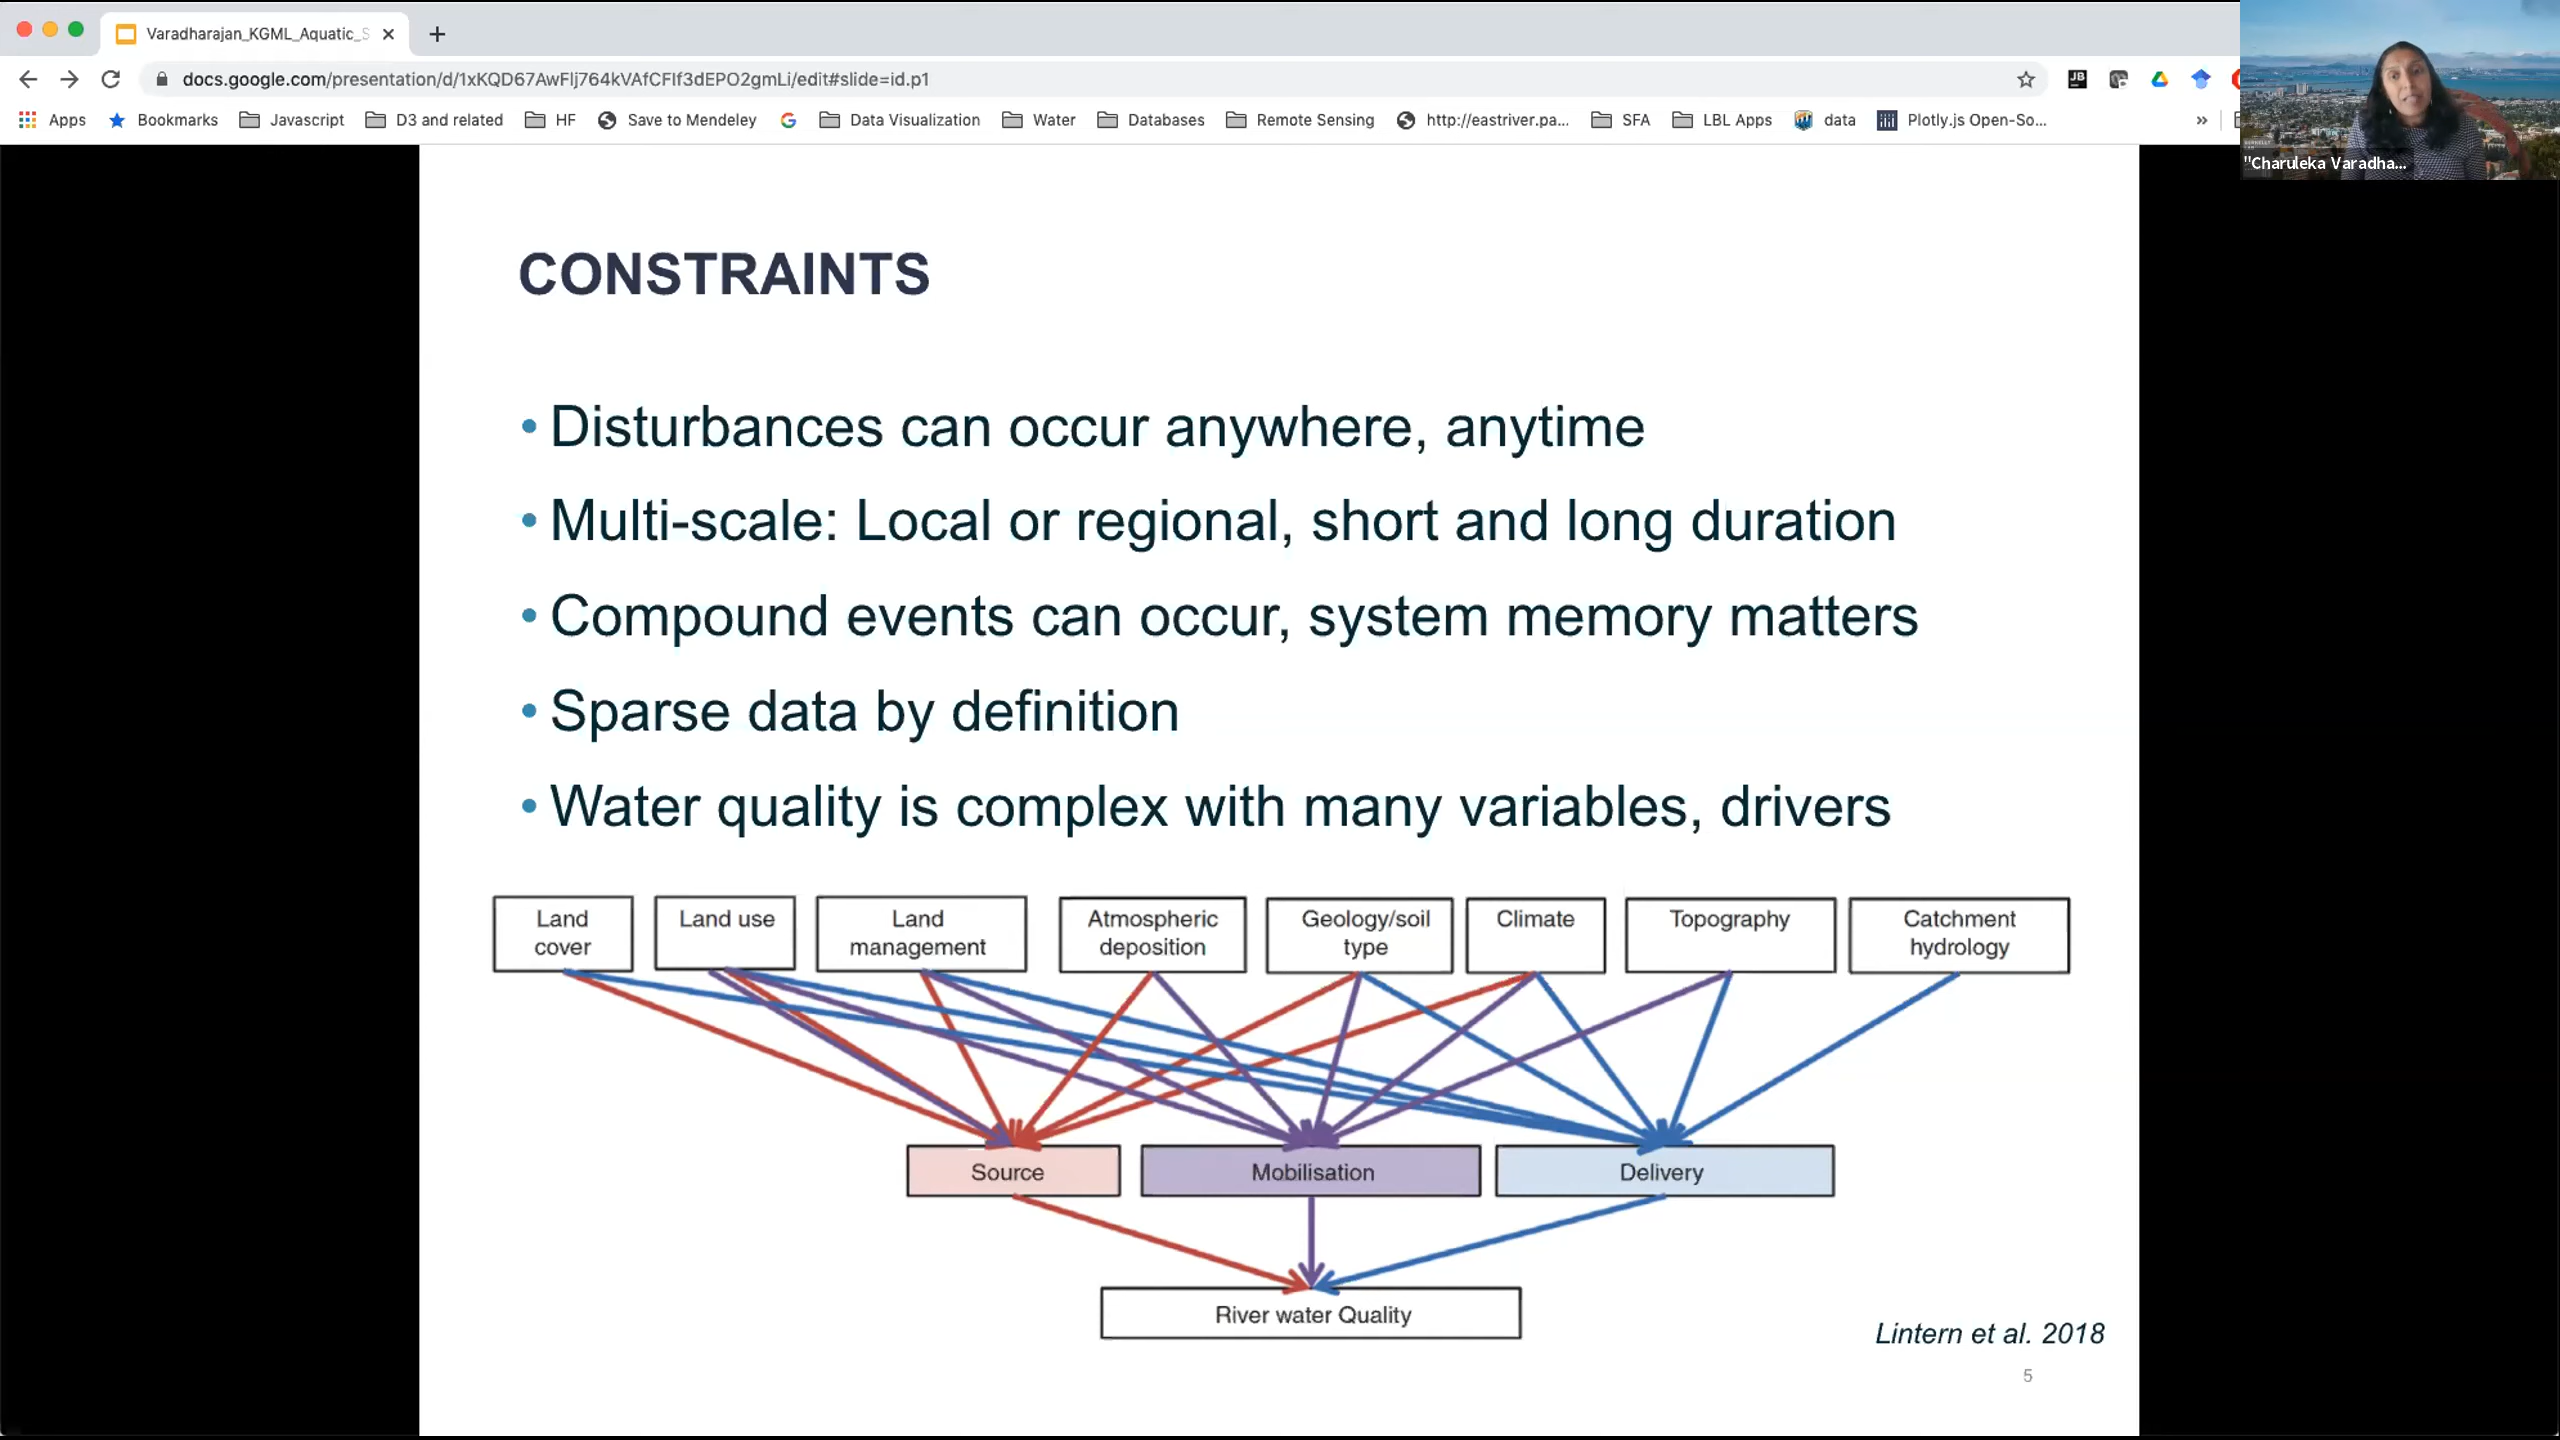 Varadharajan_KGML_Aquatic_S
docs.google.com/presentation/d/1xKQD67AwFIj764kVAfCFIf3dEPO2gmLi/edit#slide=id.p1
JB
Apps Bookmarks Javascript D3 and related HF Save to Mendeley G Data Visualization Water Databases Remote Sensing http://eastriver.pa... SFA LBL Apps data Plotly.js Open-So... »
"Charuleka Varadha...
CONSTRAINTS
• Disturbances can occur anywhere, anytime
• Multi-scale: Local or regional, short and long duration
• Compound events can occur, system memory matters
• Sparse data by definition
• Water quality is complex with many variables, drivers
Land cover
Land use
Land management
Atmospheric deposition
Geology/soil type
Climate
Topography
Catchment hydrology
Source
Mobilisation
Delivery
River water Quality
Lintern et al. 2018
5